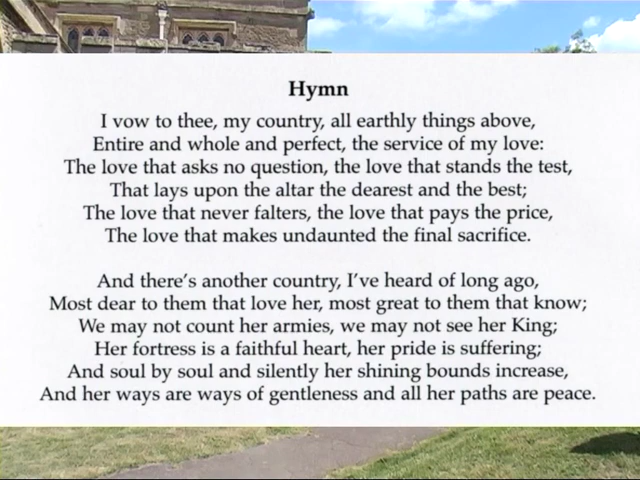 Hymn
I vow to thee, my country, all earthly things above,
Entire and whole and perfect, the service of my love:
The love that asks no question, the love that stands the test,
That lays upon the altar the dearest and the best;
The love that never falters, the love that pays the price,
The love that makes undaunted the final sacrifice.
And there's another country, I've heard of long ago,
Most dear to them that love her, most great to them that know;
We may not count her armies, we may not see her King;
Her fortress is a faithful heart, her pride is suffering;
And soul by soul and silently her shining bounds increase,
And her ways are ways of gentleness and all her paths are peace.